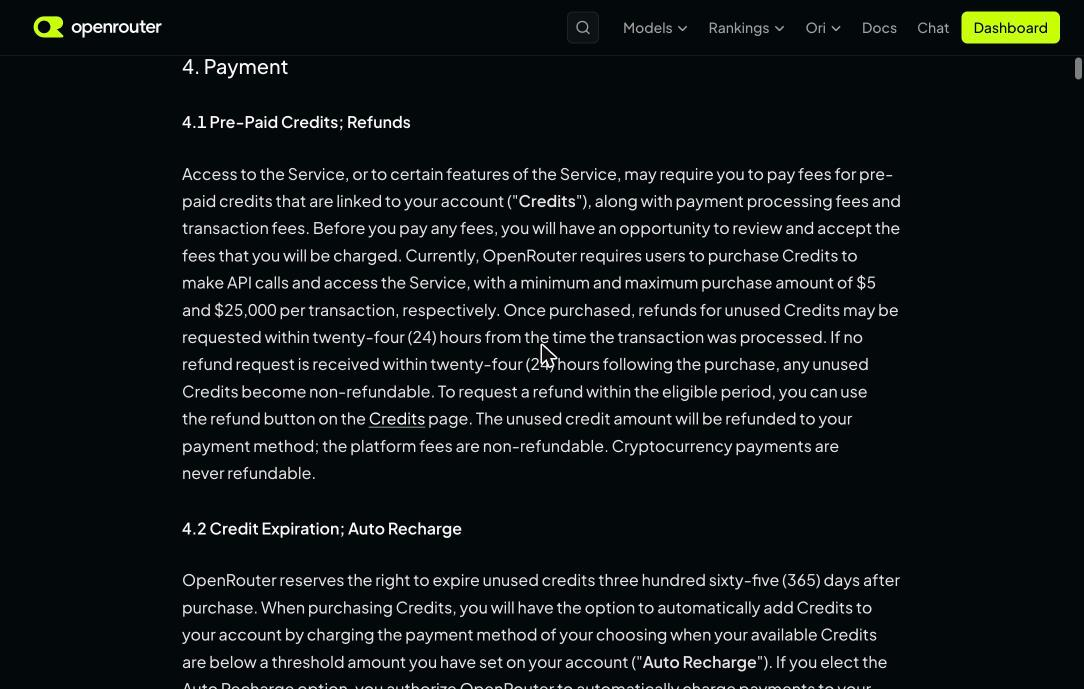 openrouter
Models
Rankings
Ori
Docs
Chat
Dashboard
4. Payment
4.1 Pre-Paid Credits; Refunds
Access to the Service, or to certain features of the Service, may require you to pay fees for pre-
paid credits that are linked to your account ("Credits"), along with payment processing fees and
transaction fees. Before you pay any fees, you will have an opportunity to review and accept the
fees that you will be charged. Currently, OpenRouter requires users to purchase Credits to
make API calls and access the Service, with a minimum and maximum purchase amount of $5
and $25,000 per transaction, respectively. Once purchased, refunds for unused Credits may be
requested within twenty-four (24) hours from the time the transaction was processed. If no
refund request is received within twenty-four (24) hours following the purchase, any unused
Credits become non-refundable. To request a refund within the eligible period, you can use
the refund button on the Credits page. The unused credit amount will be refunded to your
payment method; the platform fees are non-refundable. Cryptocurrency payments are
never refundable.
4.2 Credit Expiration; Auto Recharge
OpenRouter reserves the right to expire unused credits three hundred sixty-five (365) days after
purchase. When purchasing Credits, you will have the option to automatically add Credits to
your account by charging the payment method of your choosing when your available Credits
are below a threshold amount you have set on your account ("Auto Recharge"). If you elect the
Auto Recharge option, you authorize OpenRouter to automatically charge payments to your